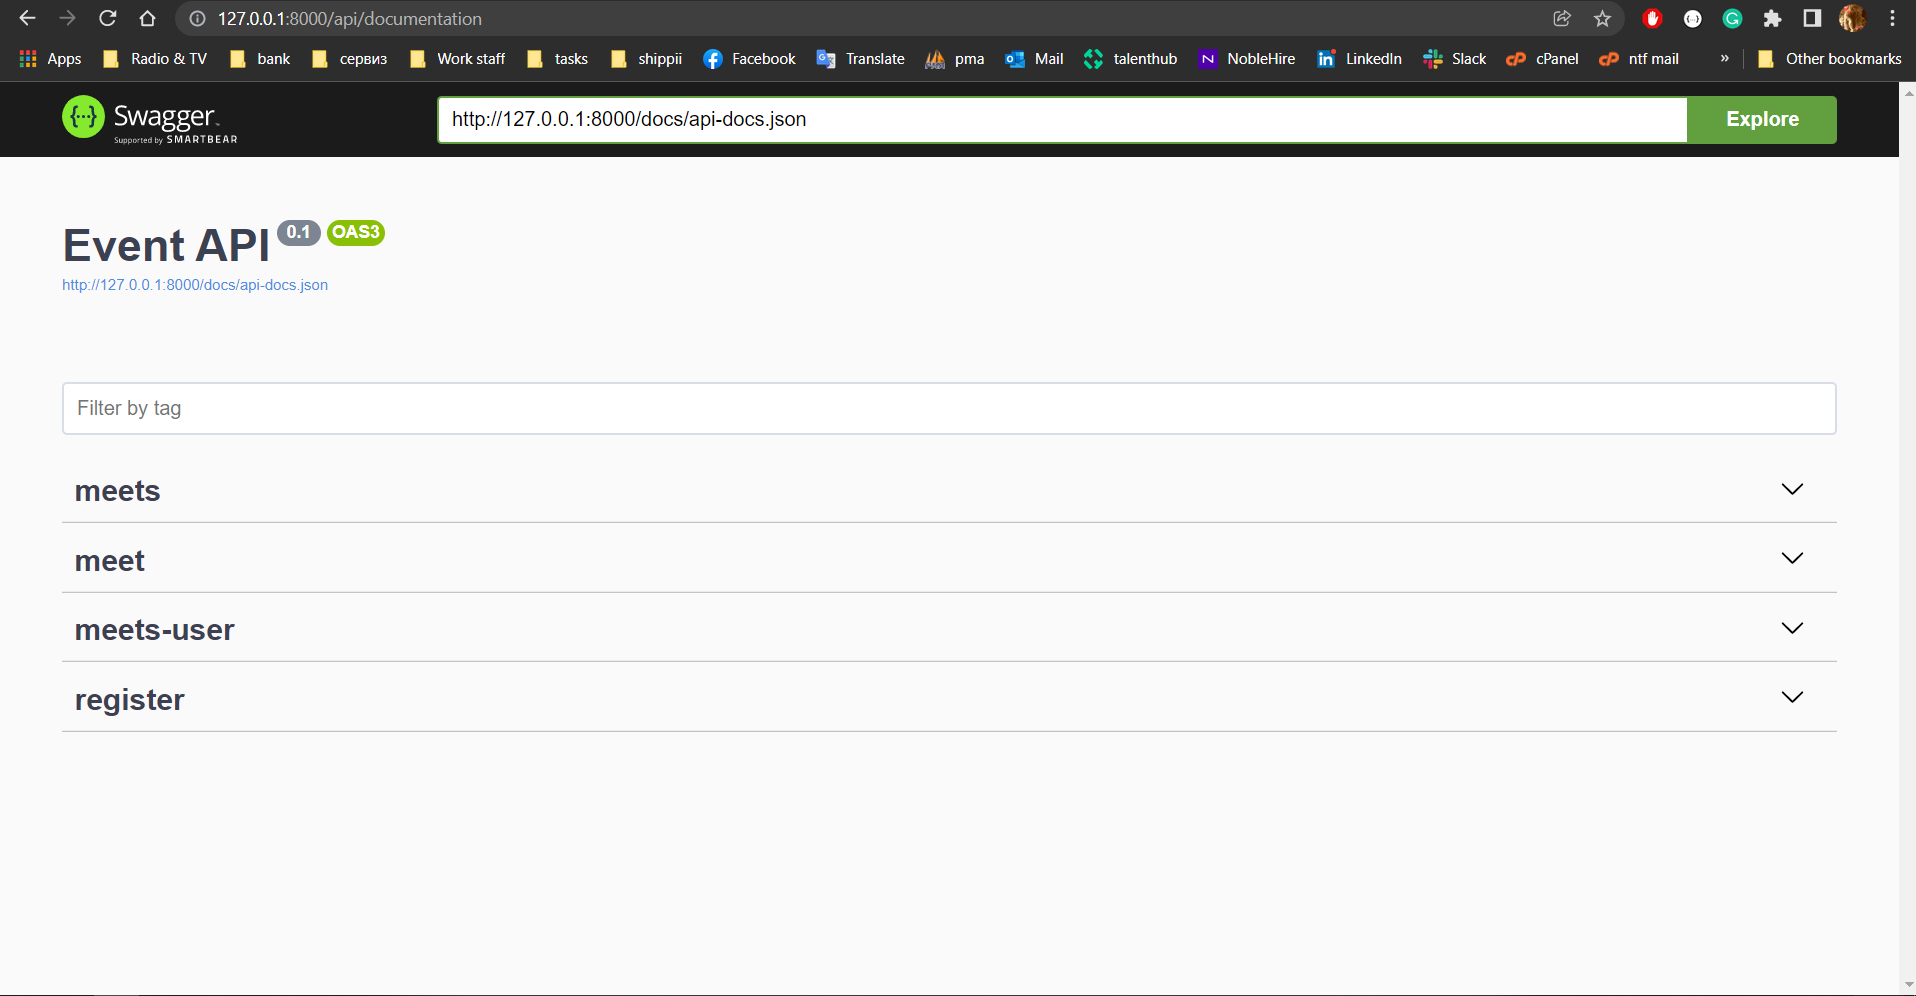 127.0.0.1:8000/api/documentation
Apps Radio & TV bank сервиз Work staff tasks shippii Facebook Translate pma Mail talenthub NobleHire LinkedIn Slack cPanel ntf mail » Other bookmarks
Swagger
Supported by SMARTBEAR
http://127.0.0.1:8000/docs/api-docs.json Explore
Event API 0.1 OAS3
http://127.0.0.1:8000/docs/api-docs.json
Filter by tag
meets
meet
meets-user
register